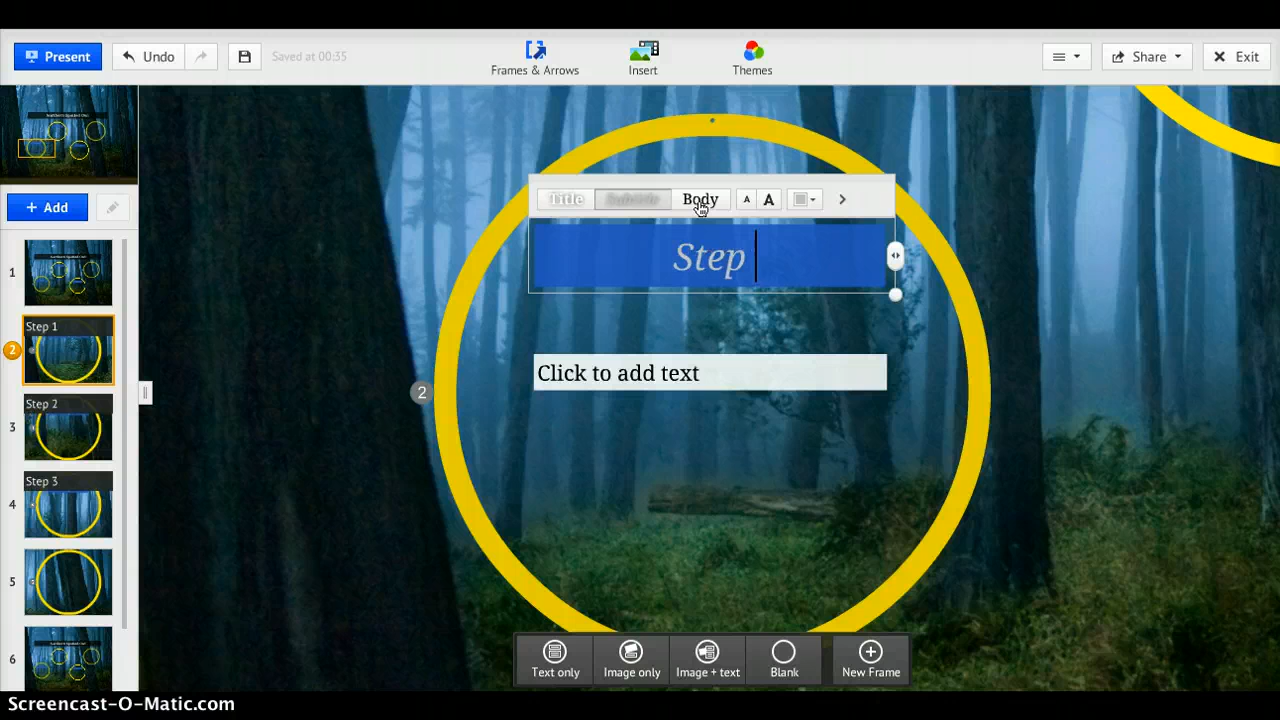 Present
Undo
Saved at 00:35
Frames & Arrows
Insert
Themes
Share
Exit
Add
1
Step 1
2
Step 2
3
Step 3
4
5
6
Title
Subtitle
Body
A
A
Step
Click to add text
2
Text only
Image only
Image + text
Blank
New Frame
Screencast-O-Matic.com